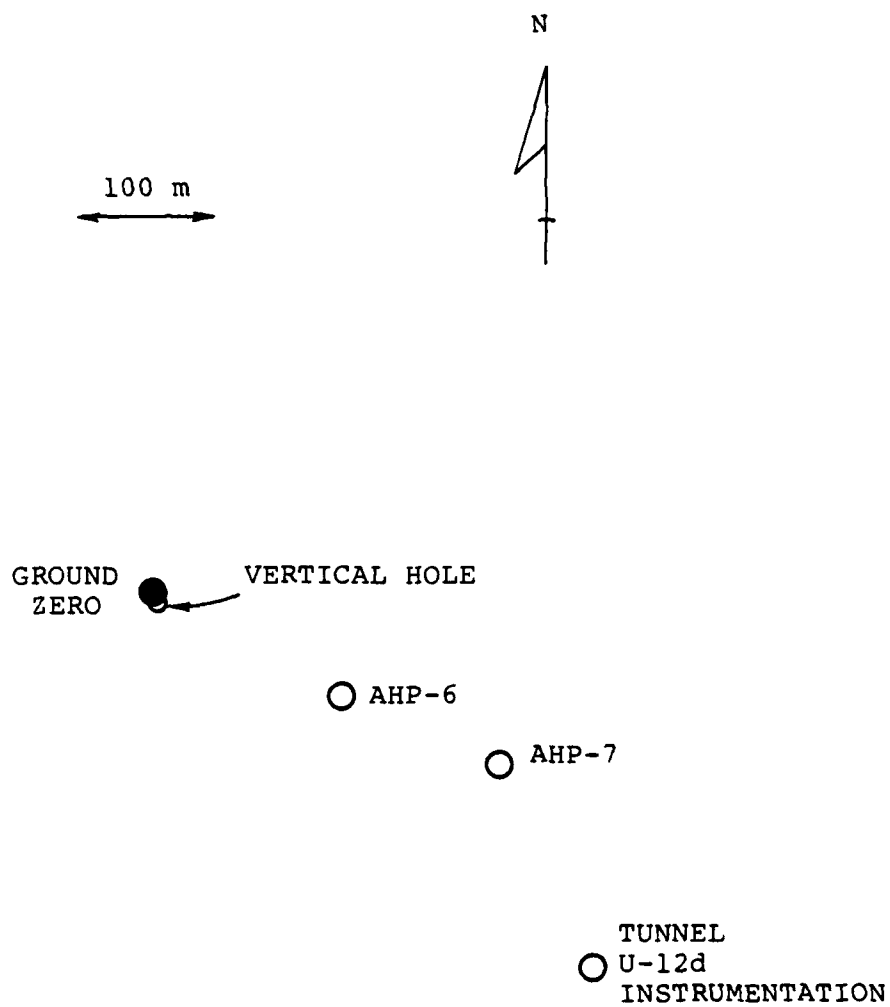 N
100 m
GROUND
ZERO
VERTICAL HOLE
AHP-6
AHP-7
TUNNEL
U-12d
INSTRUMENTATION